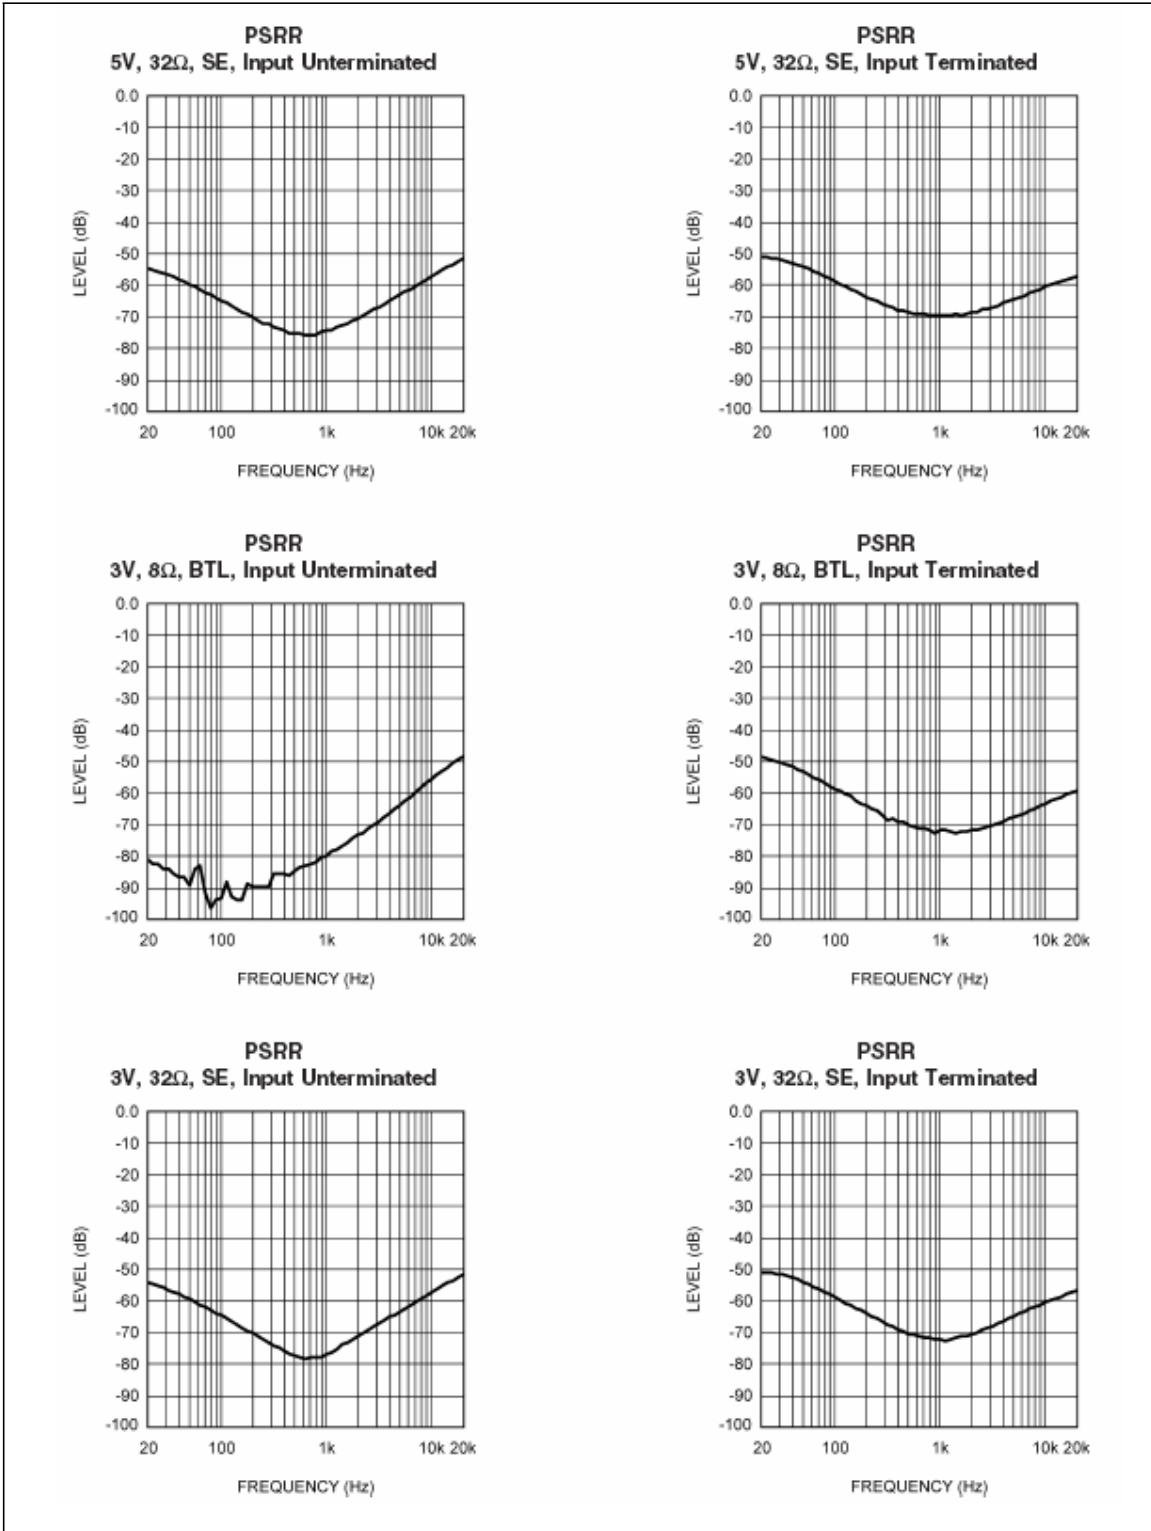 PSRR
5V, 32Ω, SE, Input Unterminated
0.0
-10
-20
-30
-40
-50
-60
-70
-80
-90
-100
LEVEL (dB)
20 100 1k 10k 20k
FREQUENCY (Hz)
PSRR
5V, 32Ω, SE, Input Terminated
0.0
-10
-20
-30
-40
-50
-60
-70
-80
-90
-100
LEVEL (dB)
20 100 1k 10k 20k
FREQUENCY (Hz)
PSRR
3V, 8Ω, BTL, Input Unterminated
0.0
-10
-20
-30
-40
-50
-60
-70
-80
-90
-100
LEVEL (dB)
20 100 1k 10k 20k
FREQUENCY (Hz)
PSRR
3V, 8Ω, BTL, Input Terminated
0.0
-10
-20
-30
-40
-50
-60
-70
-80
-90
-100
LEVEL (dB)
20 100 1k 10k 20k
FREQUENCY (Hz)
PSRR
3V, 32Ω, SE, Input Unterminated
0.0
-10
-20
-30
-40
-50
-60
-70
-80
-90
-100
LEVEL (dB)
20 100 1k 10k 20k
FREQUENCY (Hz)
PSRR
3V, 32Ω, SE, Input Terminated
0.0
-10
-20
-30
-40
-50
-60
-70
-80
-90
-100
LEVEL (dB)
20 100 1k 10k 20k
FREQUENCY (Hz)